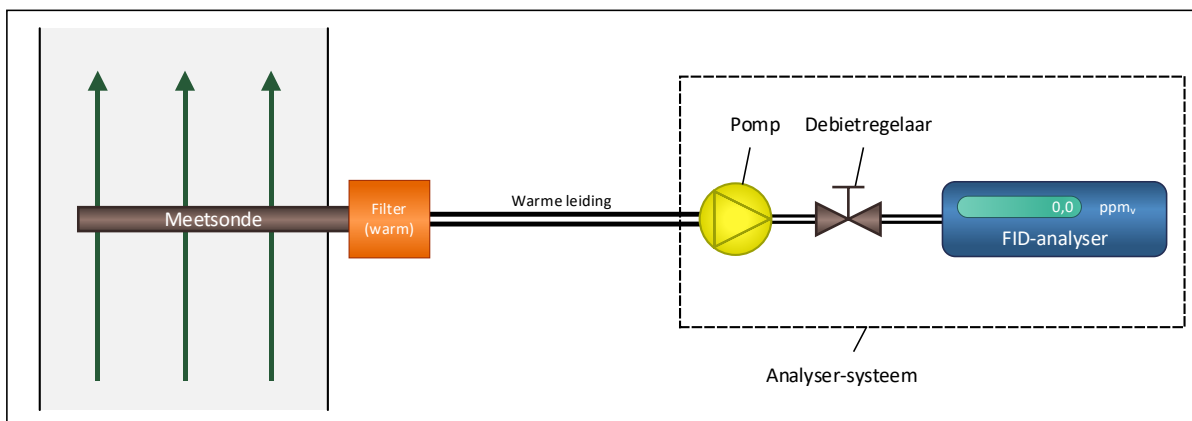 Pomp
Debietregelaar
Meetsonde
Filter
(warm)
Warme leiding
0,0 ppmᵥ
FID-analyser
Analyser-systeem